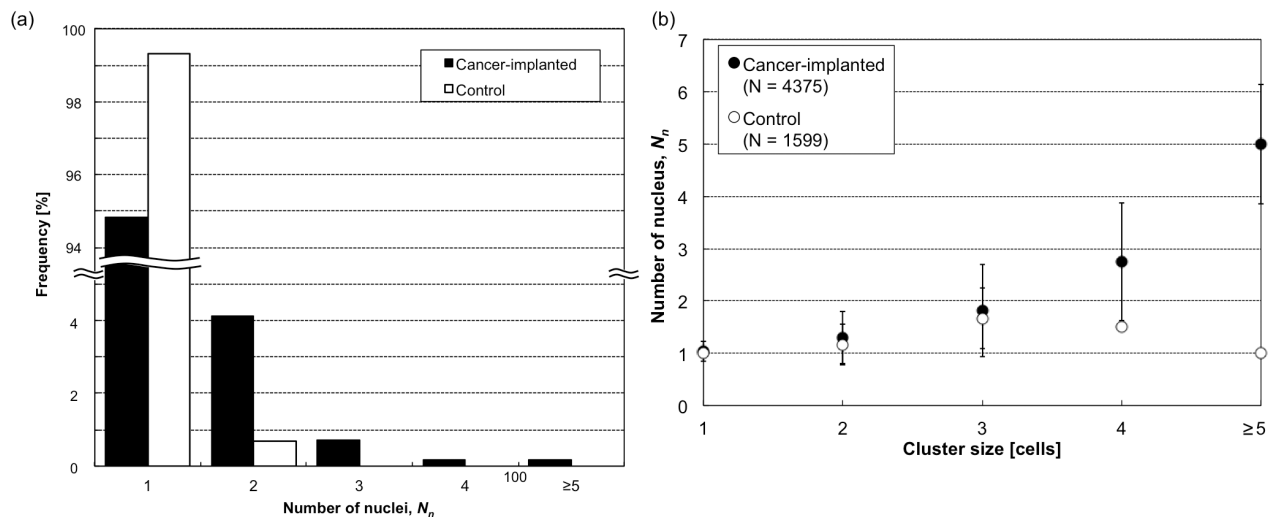 (a)
100
98
96
94
4
2
0
Frequency [%]
Cancer-implanted
Control
1
2
3
4
100
≥5
Number of nuclei, Nn
(b)
7
6
5
4
3
2
1
0
Number of nucleus, Nn
Cancer-implanted
(N = 4375)
Control
(N = 1599)
1
2
3
4
≥5
Cluster size [cells]